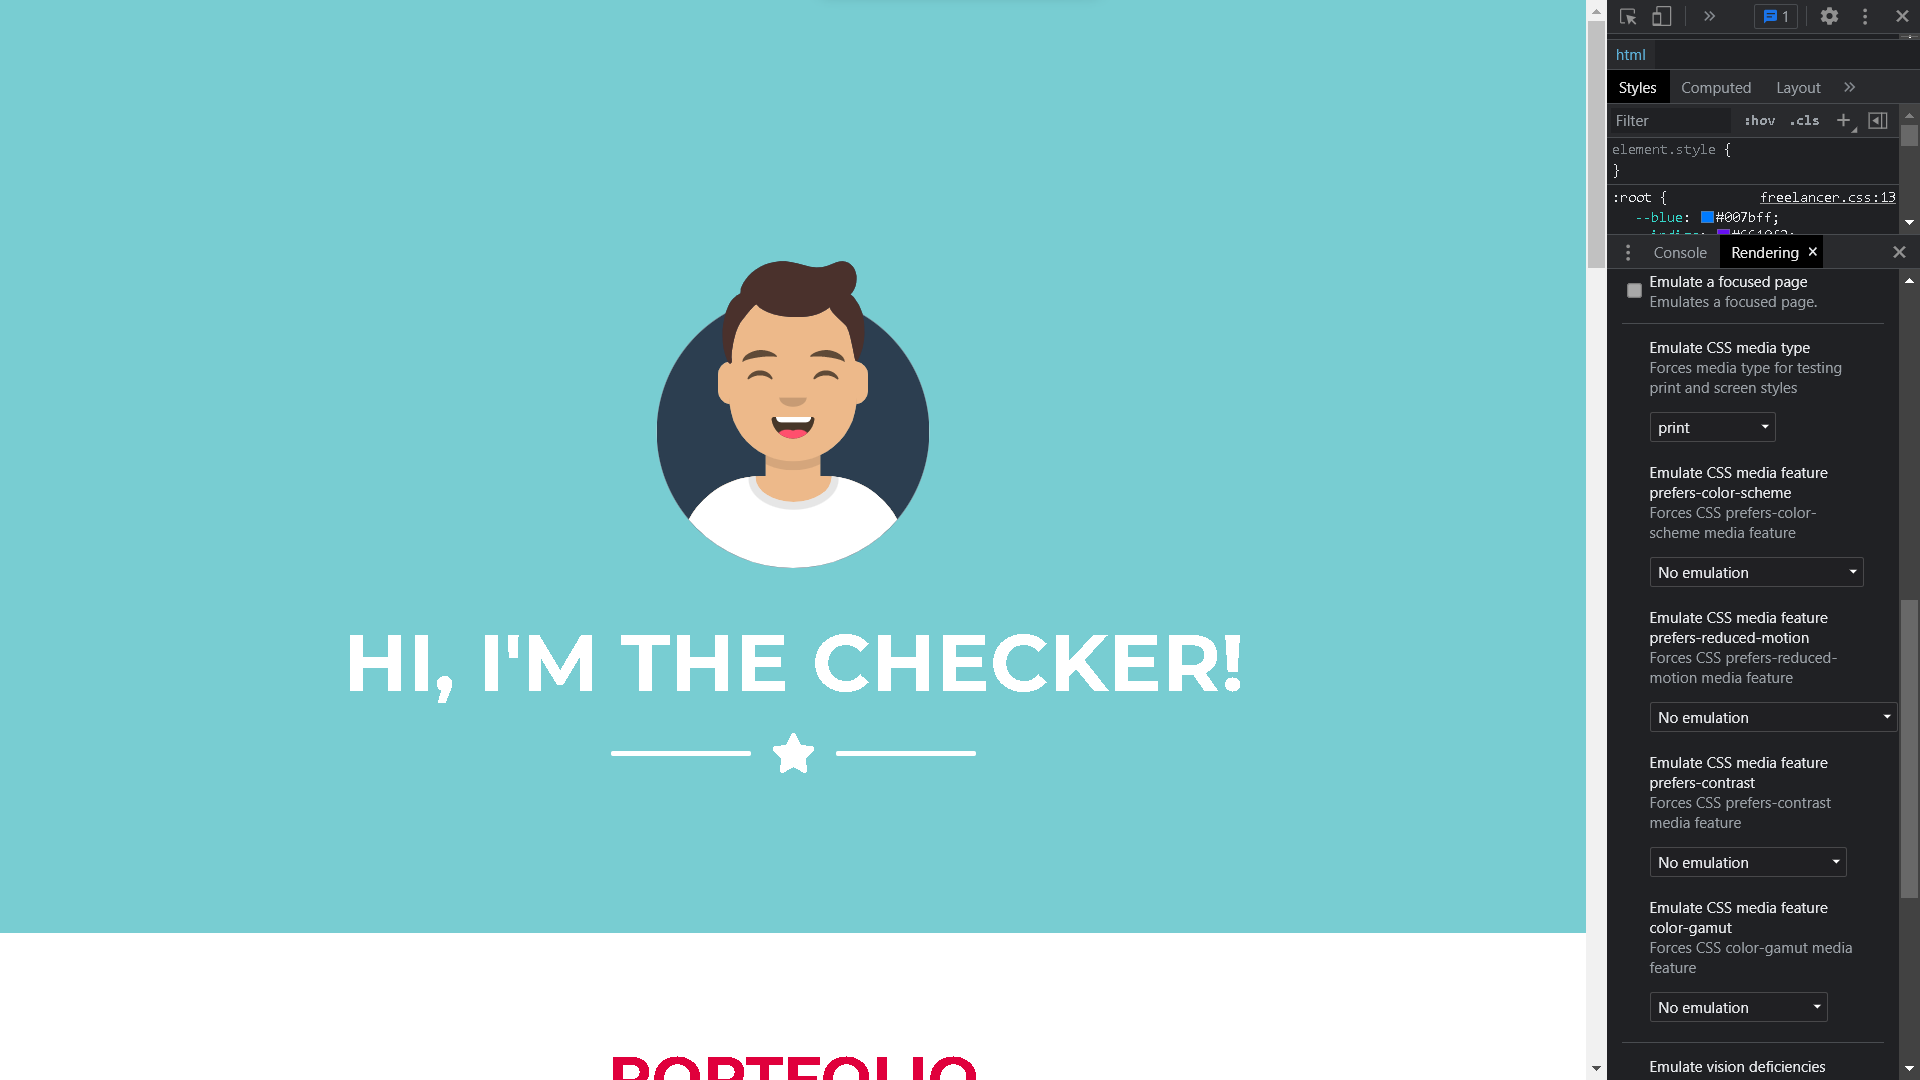 HI, I'M THE CHECKER!
PORTFOLIO
1
html
Styles Computed Layout
Filter :hov .cls
element.style {
}
:root { freelancer.css:13
--blue: #007bff;
Console Rendering
Emulate a focused page
Emulates a focused page.
Emulate CSS media type
Forces media type for testing
print and screen styles
print
Emulate CSS media feature
prefers-color-scheme
Forces CSS prefers-color-
scheme media feature
No emulation
Emulate CSS media feature
prefers-reduced-motion
Forces CSS prefers-reduced-
motion media feature
No emulation
Emulate CSS media feature
prefers-contrast
Forces CSS prefers-contrast
media feature
No emulation
Emulate CSS media feature
color-gamut
Forces CSS color-gamut media
feature
No emulation
Emulate vision deficiencies